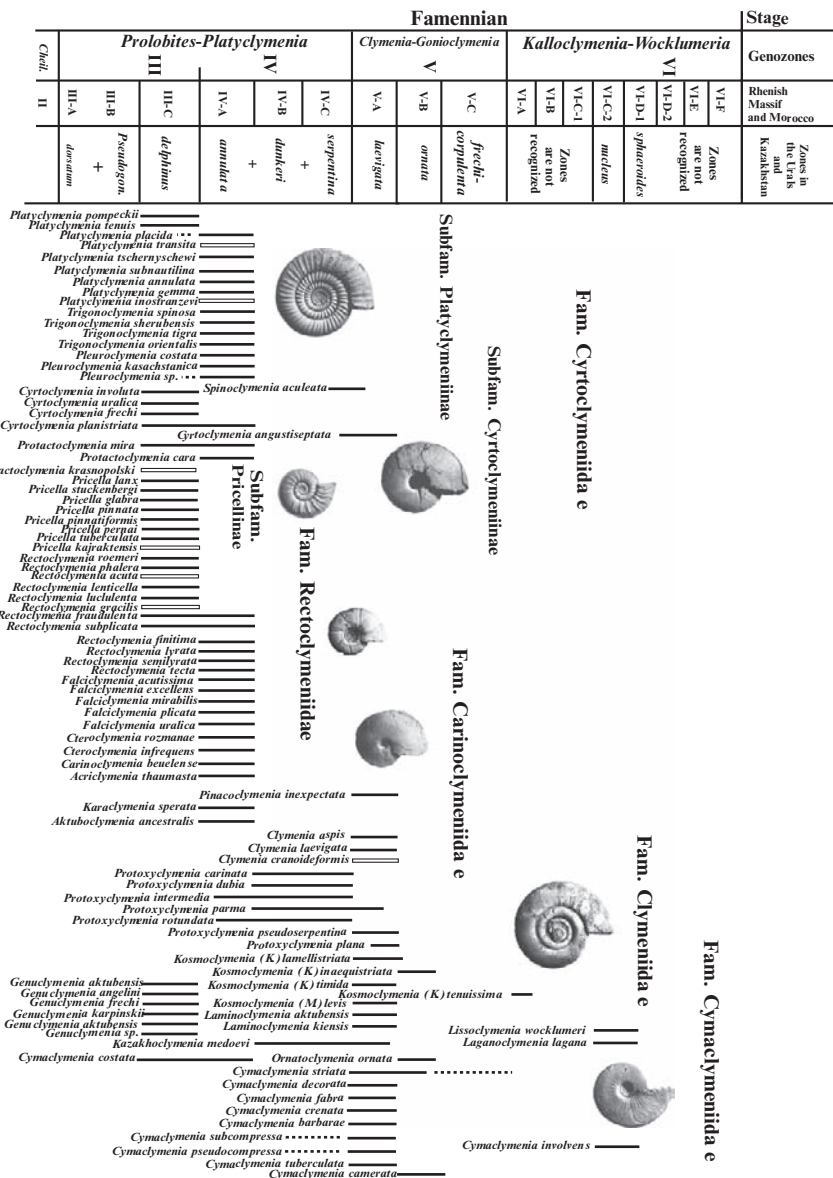 Famennian
Stage
Cheil.
Prolobites-Platyclymenia
Clymenia-Gonioclymenia
Kalloclymenia-Wocklumeria
Genozones
III
IV
V
VI
II
III-A
III-B
III-C
IV-A
IV-B
IV-C
V-A
V-B
V-C
VI-A
VI-B
VI-C-1
VI-C-2
VI-D-1
VI-D-2
VI-E
VI-F
Rhenish
Massif
and Morocco
dorsatum
+
Pseudogon.
delphinus
annulata
+
dunkeri
+
serpentina
laevigata
ornata
frechi-
corpulenta
Zones
are not
recognized
nucleus
sphaeroides
Zones
are not
recognized
Zones in
the Urals
and
Kazakhstan
Platyclymenia pompeckii
Platyclymenia tenuis
Platyclymenia placida
Platyclymenia transita
Platyclymenia tschernyschewi
Platyclymenia subnautilina
Platyclymenia annulata
Platyclymenia gemma
Platyclymenia inostranzevi
Trigonoclymenia spinosa
Trigonoclymenia sherubensis
Trigonoclymenia tigra
Trigonoclymenia orientalis
Pleuroclymenia costata
Pleuroclymenia kasachstanica
Pleuroclymenia sp.
Spinoclymenia aculeata
Subfam. Platyclymeniinae
Subfam. Cyrtoclymeniinae
Fam. Cyrtoclymeniida e
Cyrtoclymenia involuta
Cyrtoclymenia uralica
Cyrtoclymenia frechi
Cyrtoclymenia planistriata
Cyrtoclymenia angustiseptata
Protactoclymenia mira
Protactoclymenia cara
actoclymenia krasnopolski
Pricella lanx
Pricella stuckenbergi
Pricella glabra
Pricella pinnata
Pricella pinnatiformis
Pricella pernai
Pricella tuberculata
Pricella kajraktensis
Subfam.
Pricellinae
Rectoclymenia roemeri
Rectoclymenia phalera
Rectoclymenia acuta
Rectoclymenia lenticella
Rectoclymenia luclulenta
Rectoclymenia gracilis
Rectoclymenia fraudulenta
Rectoclymenia subplicata
Rectoclymenia finitima
Rectoclymenia lyrata
Rectoclymenia semilyrata
Rectoclymenia tecta
Fam. Rectoclymeniidae
Falciclymenia acutissima
Falciclymenia excellens
Falciclymenia mirabilis
Falciclymenia plicata
Falciclymenia uralica
Cteroclymenia rozmanae
Cteroclymenia infrequens
Carinoclymenia beuelense
Acriclymenia thaumasta
Pinacoclymenia inexpectata
Karaclymenia sperata
Aktuboclymenia ancestralis
Fam. Carinoclymeniida e
Clymenia aspis
Clymenia laevigata
Clymenia cranoideformis
Protoxyclymenia carinata
Protoxyclymenia dubia
Protoxyclymenia intermedia
Protoxyclymenia parma
Protoxyclymenia rotundata
Protoxyclymenia pseudoserpentina
Protoxyclymenia plana
Kosmoclymenia (K) lamellistriata
Kosmoclymenia (K) inaequistriata
Kosmoclymenia (K) timida
Kosmoclymenia (K) tenuissima
Kosmoclymenia (M) levis
Laminoclymenia aktubensis
Laminoclymenia kiensis
Fam. Clymeniida e
Genuclymenia aktubensis
Genuclymenia angelini
Genuclymenia frechi
Genuclymenia karpinskii
Genuclymenia aktubensis
Genuclymenia sp.
Kazakhoclymenia medoevi
Lissoclymenia wocklumeri
Laganoclymenia lagana
Cymaclymenia costata
Ornatoclymenia ornata
Cymaclymenia striata
Cymaclymenia decorata
Cymaclymenia fabra
Cymaclymenia crenata
Cymaclymenia barbarae
Cymaclymenia subcompressa
Cymaclymenia pseudocompressa
Cymaclymenia involvens
Cymaclymenia tuberculata
Cymaclymenia camerata
Fam. Cymaclymeniida e